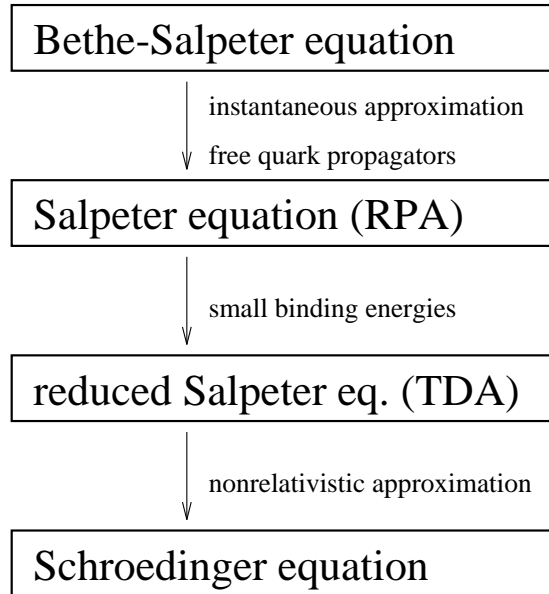 Bethe-Salpeter equation
instantaneous approximation
free quark propagators
Salpeter equation (RPA)
small binding energies
reduced Salpeter eq. (TDA)
nonrelativistic approximation
Schroedinger equation